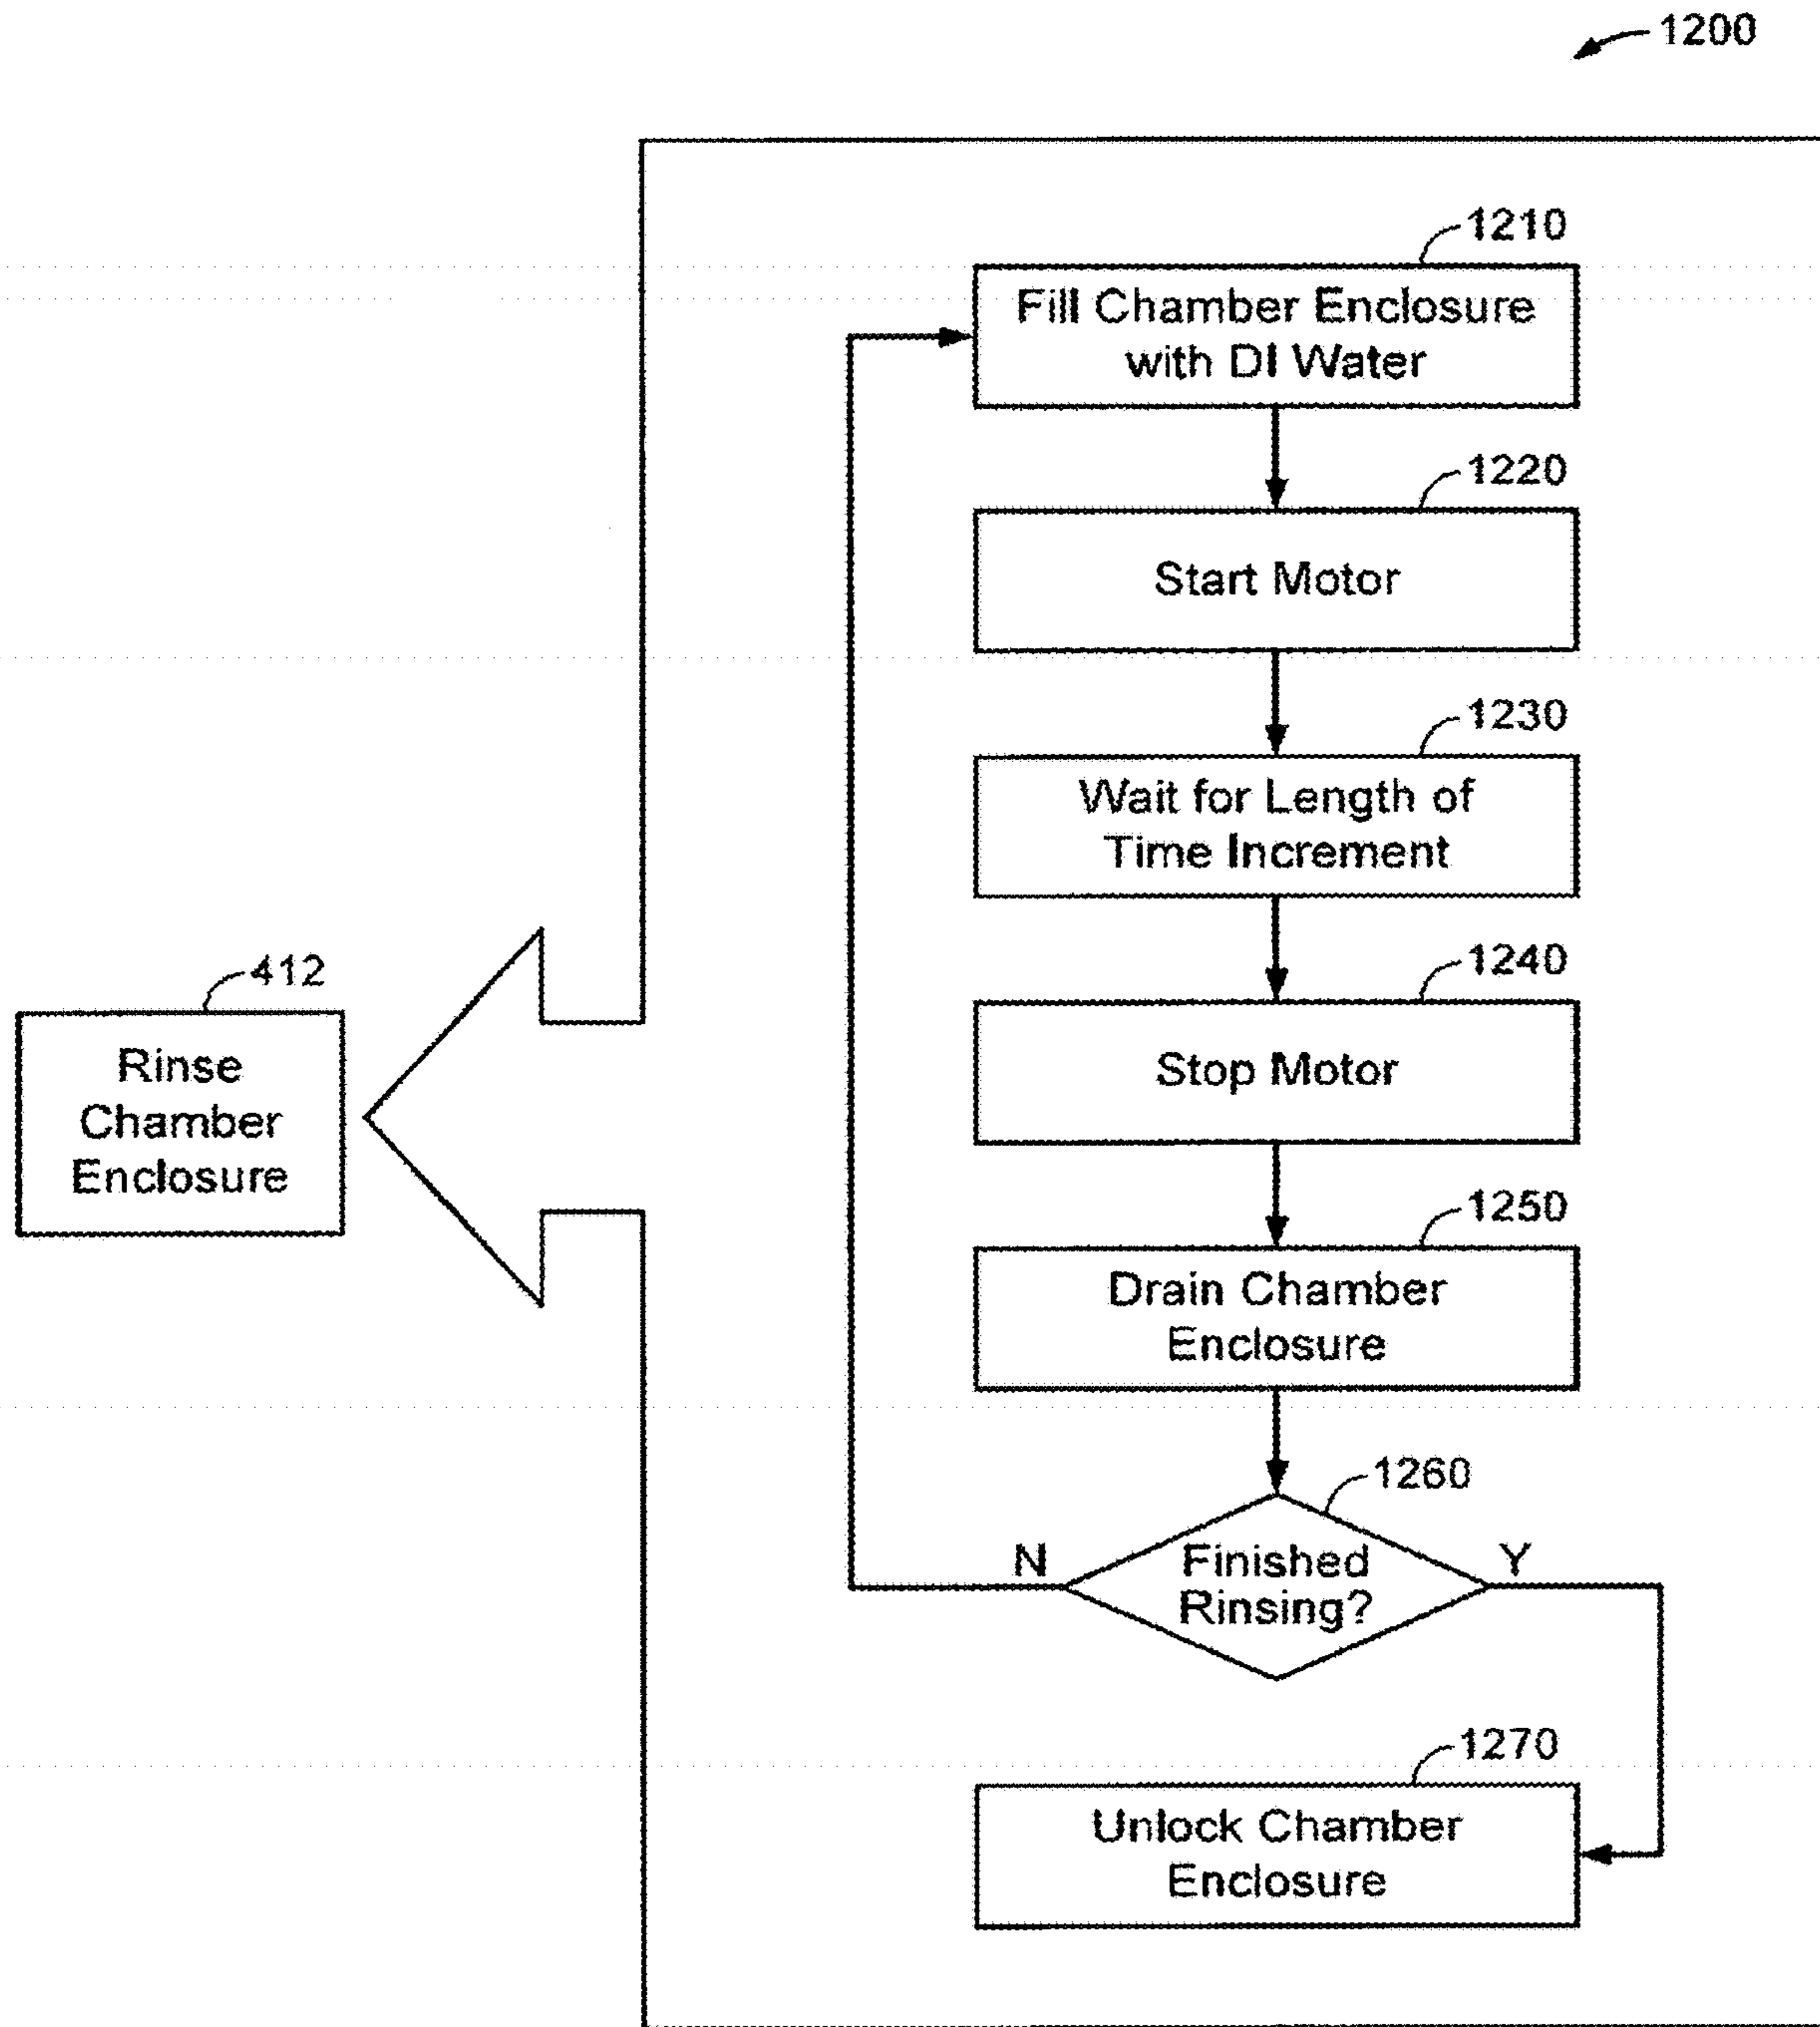 1200
1210
Fill Chamber Enclosure
with DI Water
1220
Start Motor
1230
Wait for Length of
Time Increment
1240
Stop Motor
412
Rinse
Chamber
Enclosure
1250
Drain Chamber
Enclosure
1260
N
Finished
Rinsing?
Y
1270
Unlock Chamber
Enclosure